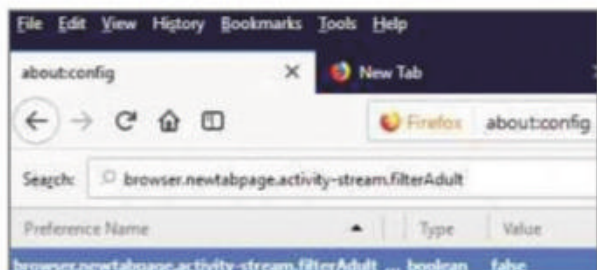 File Edit View History Bookmarks Tools Help
about:config × New Tab
Firefox about:config
Search: browser.newtabpage.activity-stream.filterAdult
Preference Name Type Value
browser.newtabpage.activity-stream.filterAdult ... boolean false